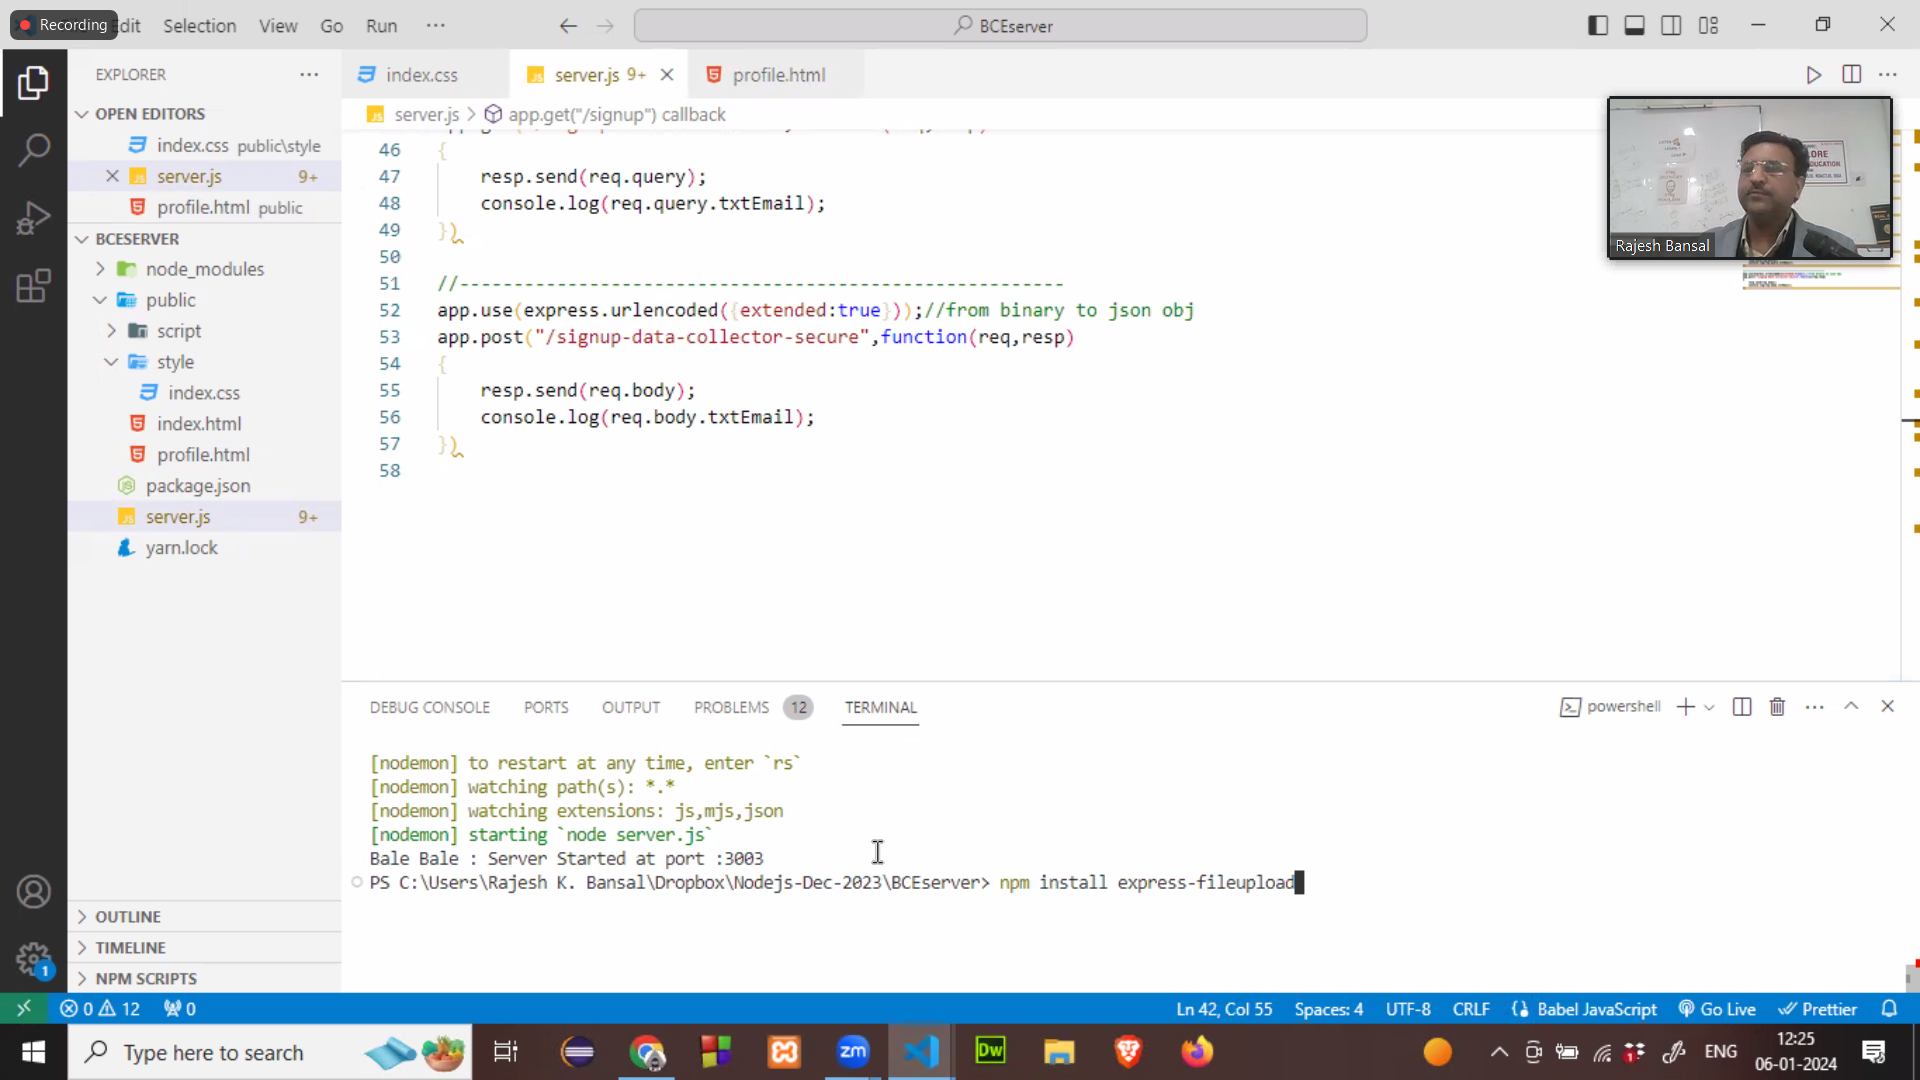 Recording
Edit
Selection
View
Go
Run
BCEserver
EXPLORER
index.css
server.js 9+
profile.html
OPEN EDITORS
index.css public\style
server.js 9+
profile.html public
BCESERVER
node_modules
public
script
style
index.css
index.html
profile.html
package.json
server.js 9+
yarn.lock
OUTLINE
TIMELINE
NPM SCRIPTS
server.js > app.get("/signup") callback
46 {
47 resp.send(req.query);
48 console.log(req.query.txtEmail);
49 })
50
51 //--------------------------------------------------------
52 app.use(express.urlencoded({extended:true}));//from binary to json obj
53 app.post("/signup-data-collector-secure",function(req,resp)
54 {
55 resp.send(req.body);
56 console.log(req.body.txtEmail);
57 })
58
Rajesh Bansal
DEBUG CONSOLE
PORTS
OUTPUT
PROBLEMS 12
TERMINAL
powershell
[nodemon] to restart at any time, enter `rs`
[nodemon] watching path(s): *.*
[nodemon] watching extensions: js,mjs,json
[nodemon] starting `node server.js`
Bale Bale : Server Started at port :3003
PS C:\Users\Rajesh K. Bansal\Dropbox\Nodejs-Dec-2023\BCEserver> npm install express-fileupload
1
0 12 0
Ln 42, Col 55
Spaces: 4
UTF-8
CRLF
Babel JavaScript
Go Live
Prettier
Type here to search
zm
Dw
1
ENG
12:25
06-01-2024